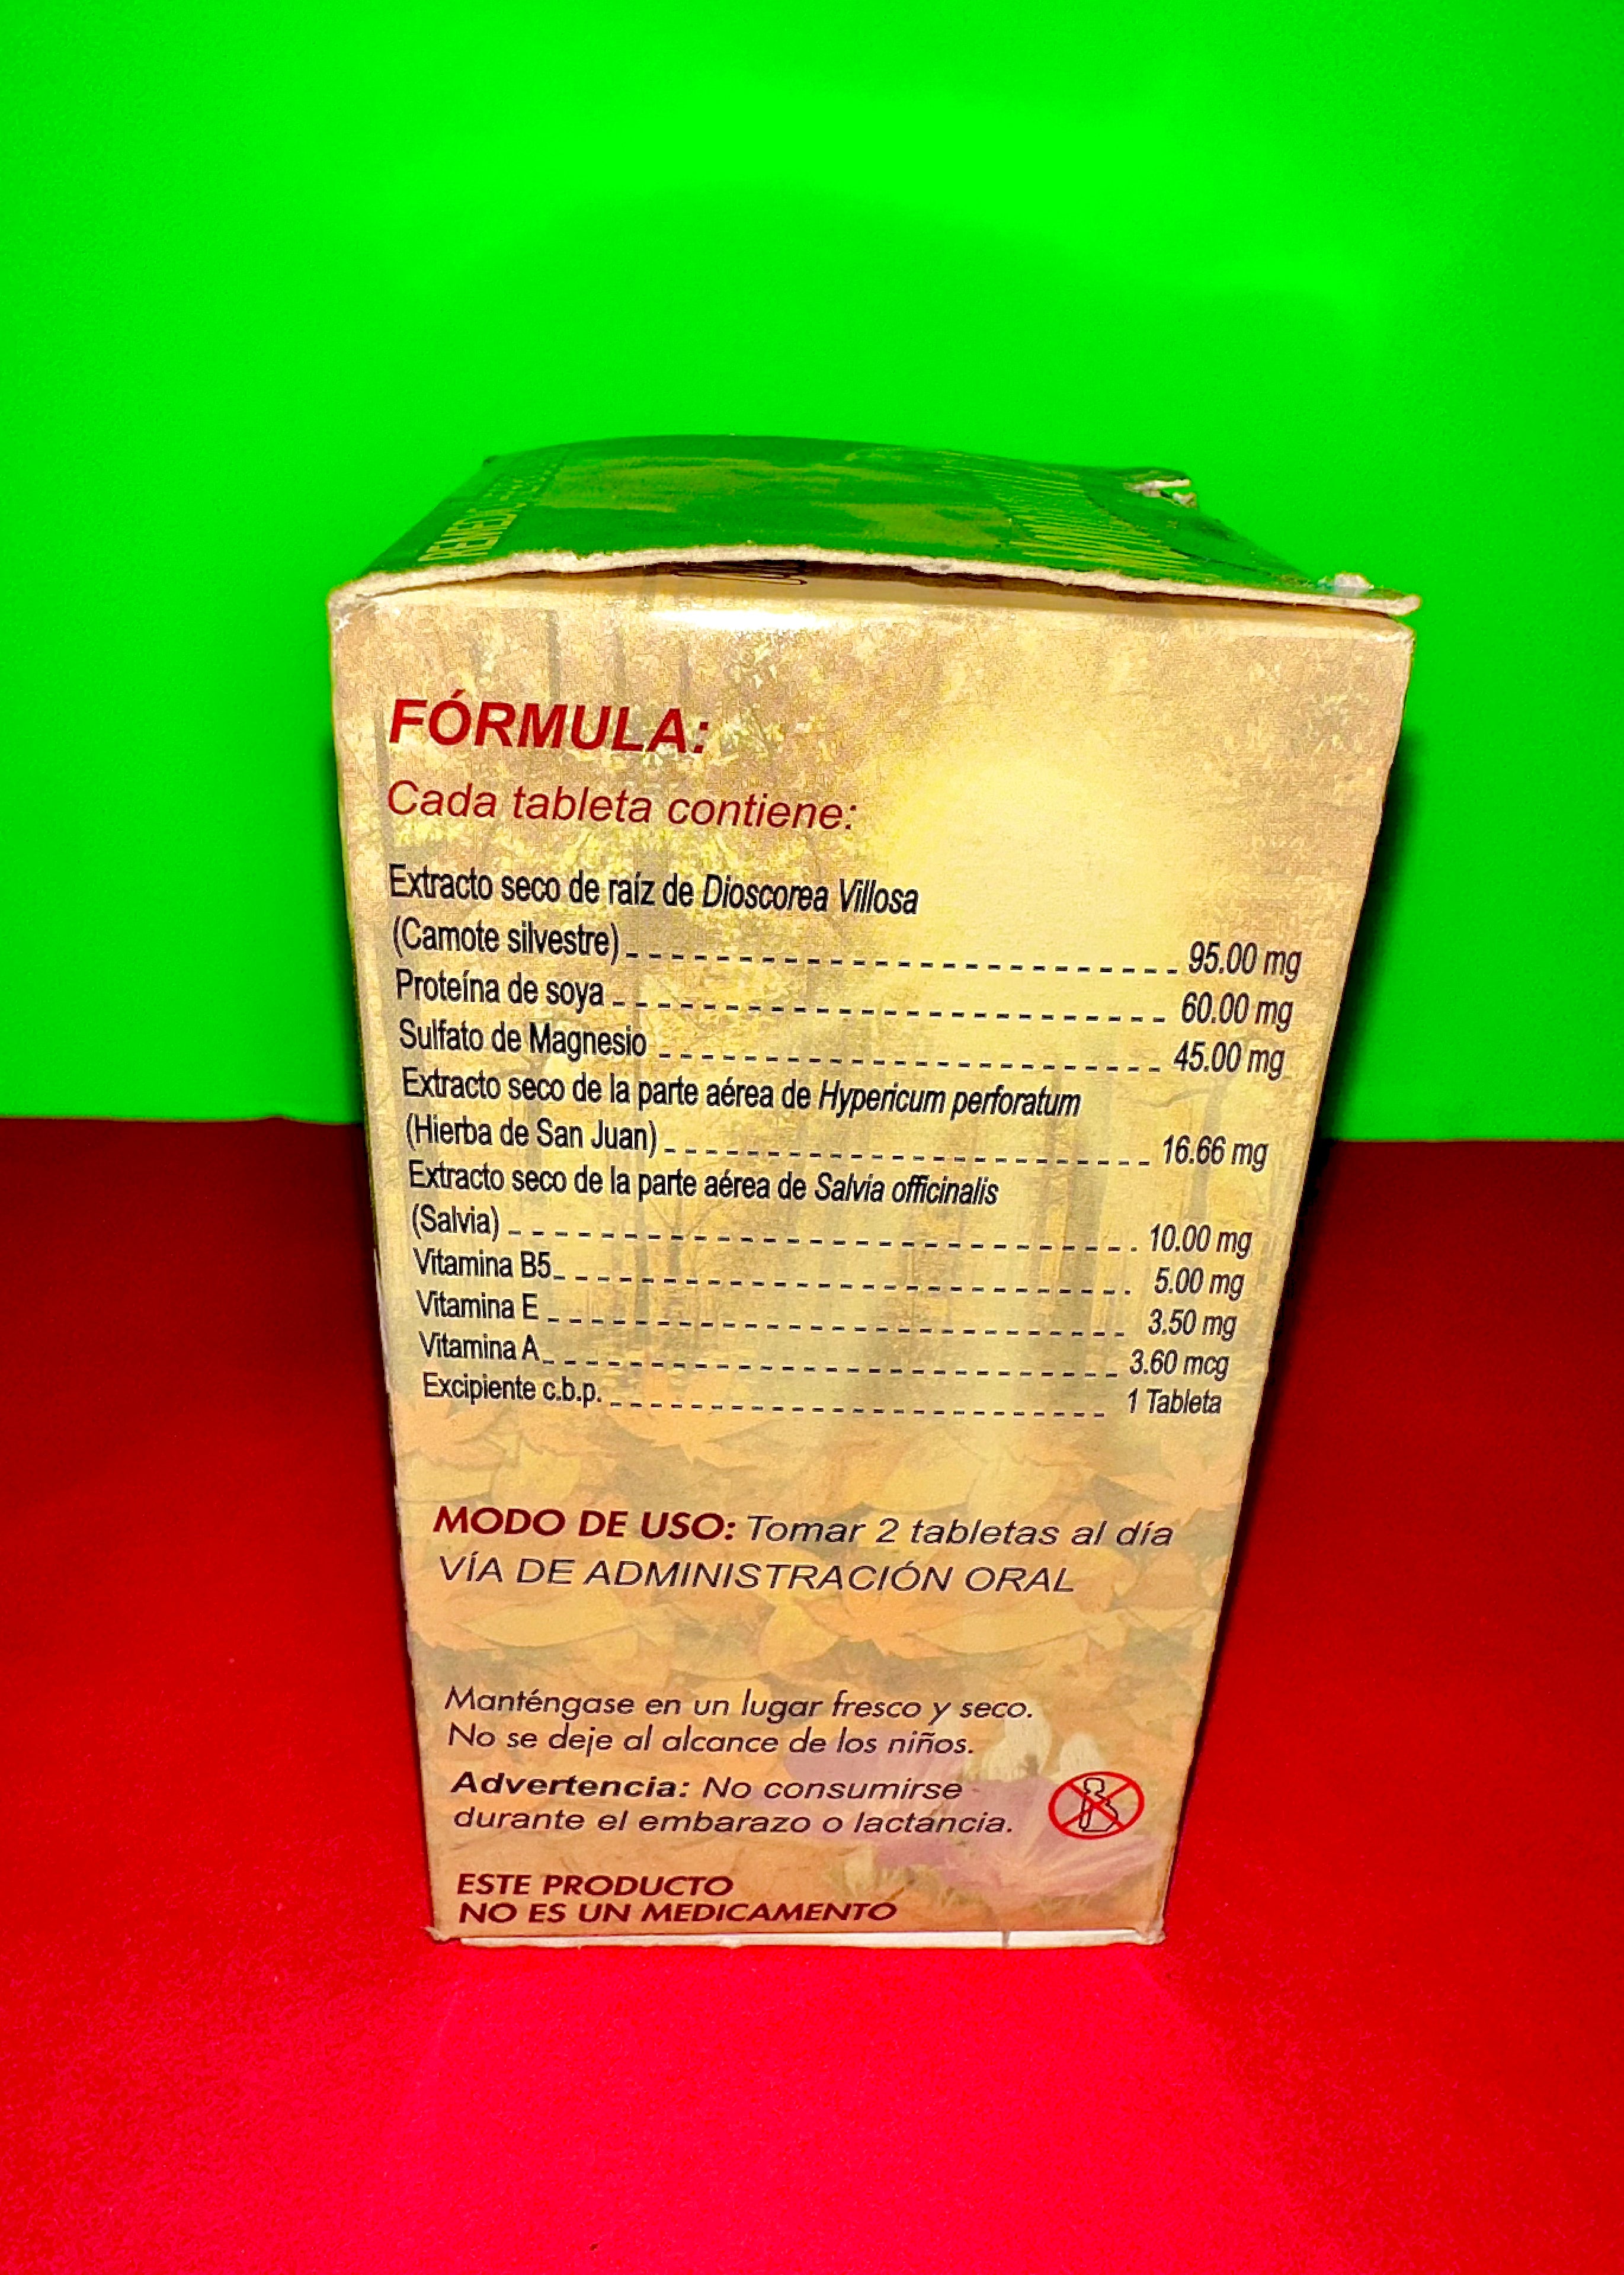 FÓRMULA:
Cada tableta contiene:
Extracto seco de raíz de Dioscorea Villosa
(Camote silvestre) 95.00 mg
Proteína de soya 60.00 mg
Sulfato de Magnesio 45.00 mg
Extracto seco de la parte aérea de Hypericum perforatum
(Hierba de San Juan) 16.66 mg
Extracto seco de la parte aérea de Salvia officinalis
(Salvia) 10.00 mg
Vitamina B5 5.00 mg
Vitamina E 3.50 mg
Vitamina A 3.60 mcg
Excipiente c.b.p. 1 Tableta
MODO DE USO: Tomar 2 tabletas al día
VÍA DE ADMINISTRACIÓN ORAL
Manténgase en un lugar fresco y seco.
No se deje al alcance de los niños.
Advertencia: No consumirse
durante el embarazo o lactancia.
ESTE PRODUCTO
NO ES UN MEDICAMENTO